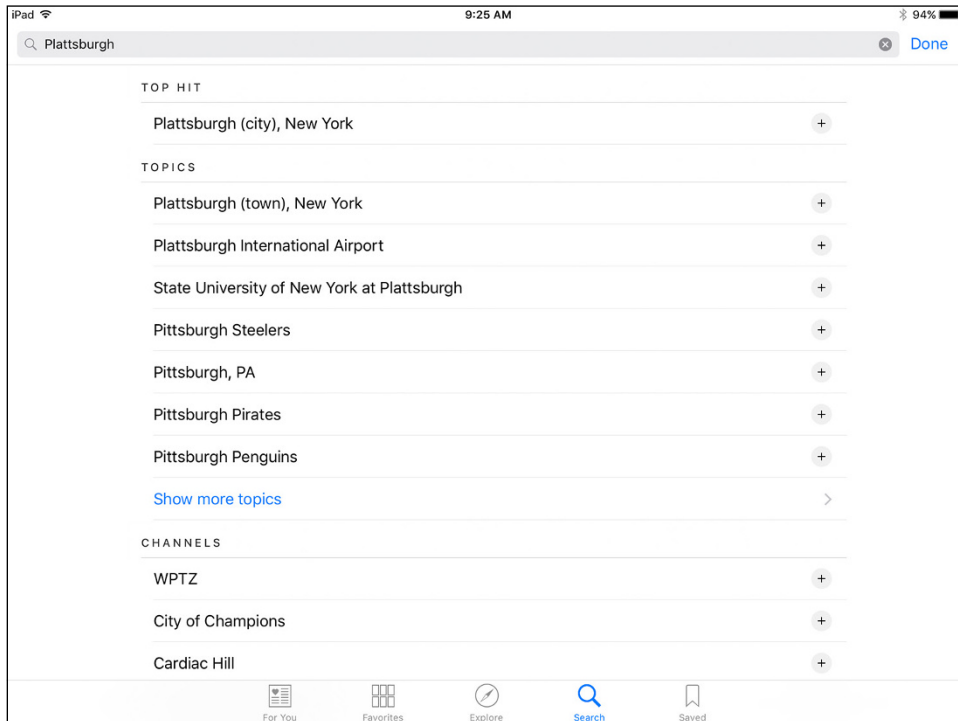 iPad 9:25 AM 94%
Plattsburgh Done
TOP HIT
Plattsburgh (city), New York +
TOPICS
Plattsburgh (town), New York +
Plattsburgh International Airport +
State University of New York at Plattsburgh +
Pittsburgh Steelers +
Pittsburgh, PA +
Pittsburgh Pirates +
Pittsburgh Penguins +
Show more topics
CHANNELS
WPTZ +
City of Champions +
Cardiac Hill +
For You Favorites Explore Search Saved